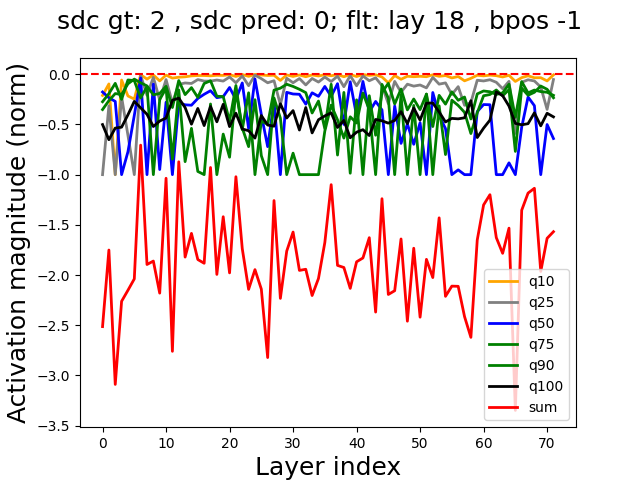 sdc gt: 2 , sdc pred: 0; flt: lay 18 , bpos -1
Activation magnitude (norm)
0.0
−0.5
−1.0
−1.5
−2.0
−2.5
−3.0
−3.5
0
10
20
30
40
50
60
70
Layer index
q10
q25
q50
q75
q90
q100
sum